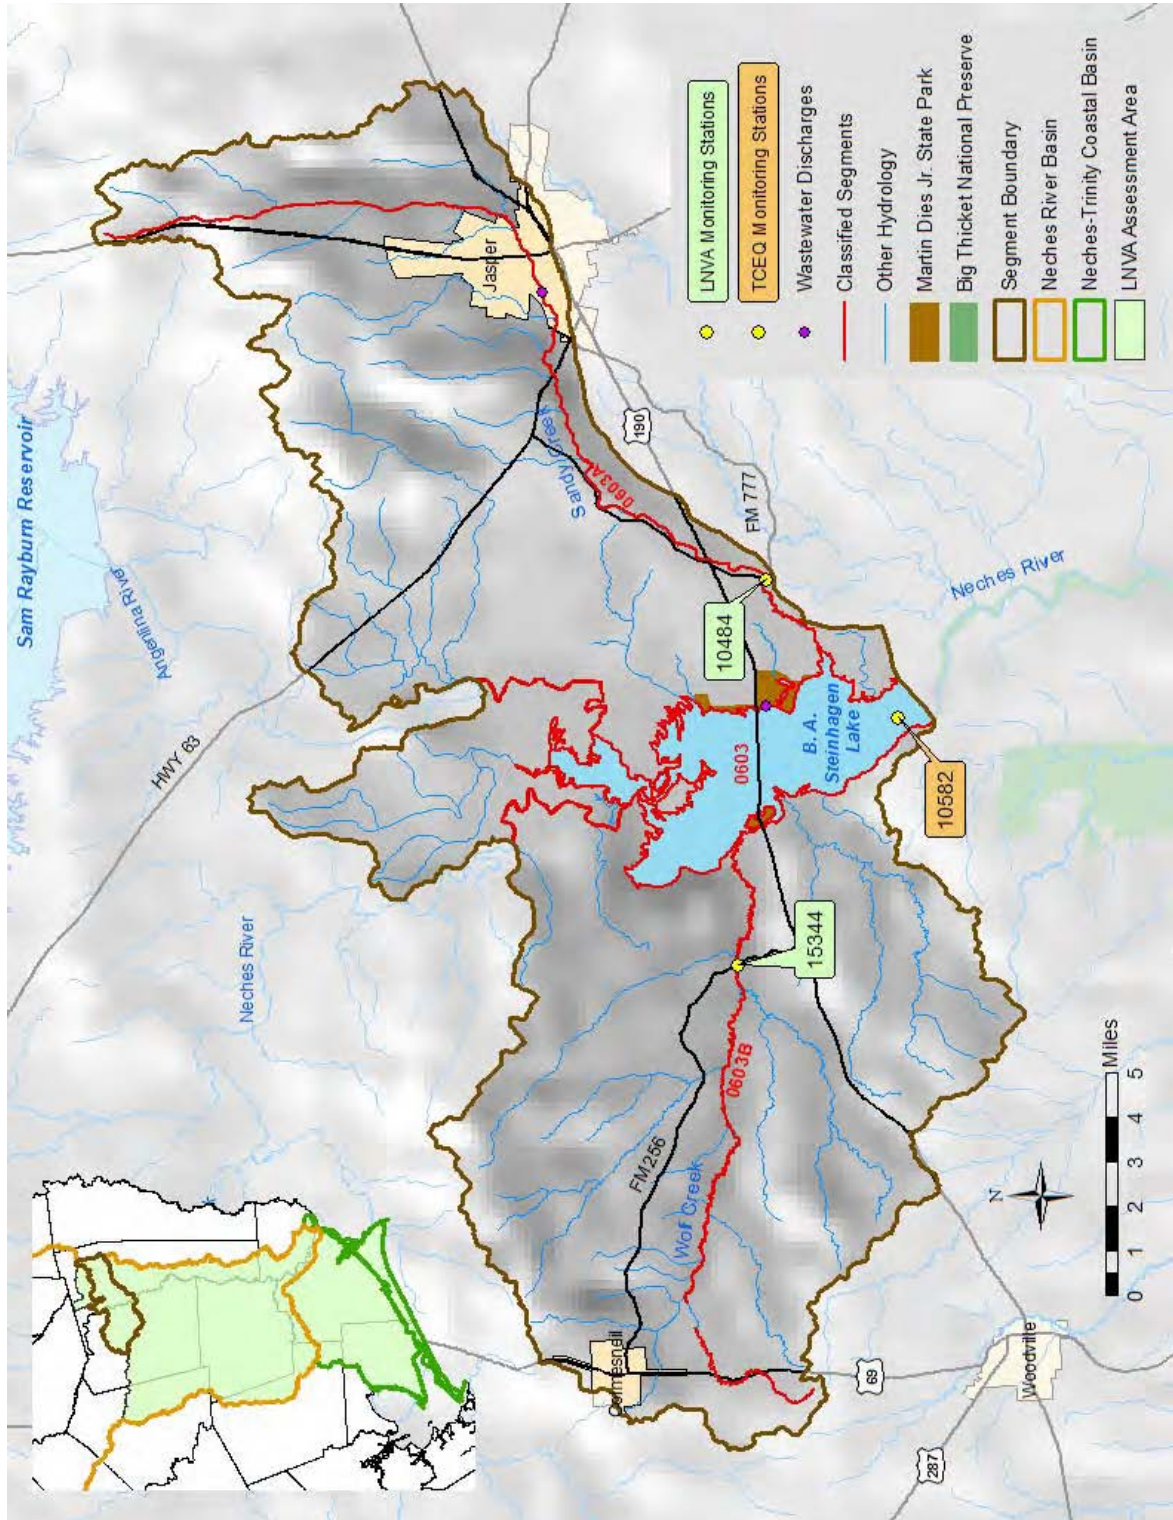 Sam Rayburn Reservoir
Angenlina River
HWY 63
Neches River
Jasper
Sandy Creek
0603A
190
FM 777
10484
Neches River
0603
B. A.
Steinhagen
Lake
10582
15344
0603B
FM256
Wolf Creek
69
287
Woodville
N
0 1 2 3 4 5
Miles
LNVA Monitoring Stations
TCEQ Monitoring Stations
Wastewater Discharges
Classified Segments
Other Hydrology
Martin Dies Jr. State Park
Big Thicket National Preserve
Segment Boundary
Neches River Basin
Neches-Trinity Coastal Basin
LNVA Assessment Area